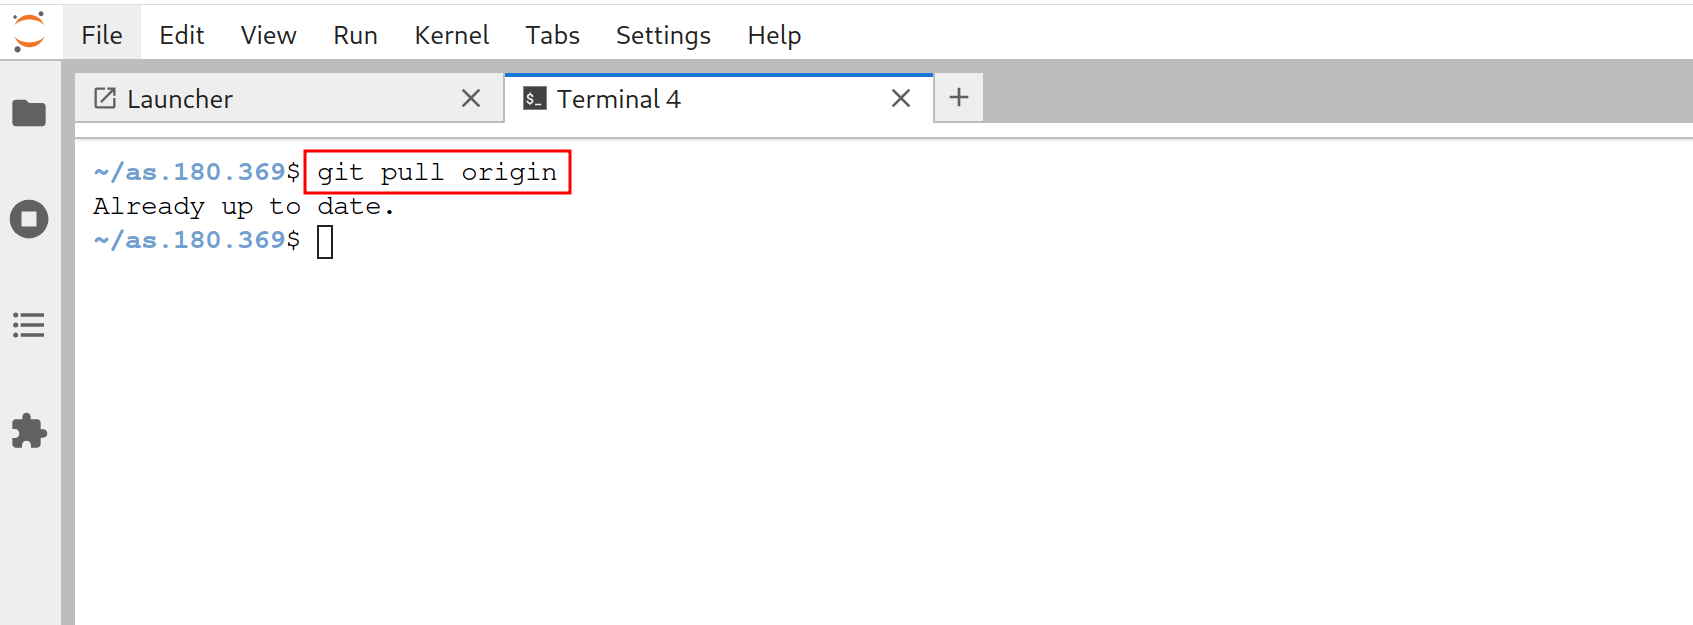 File Edit View Run Kernel Tabs Settings Help
Launcher Terminal 4
~/as.180.369$ git pull origin
Already up to date.
~/as.180.369$